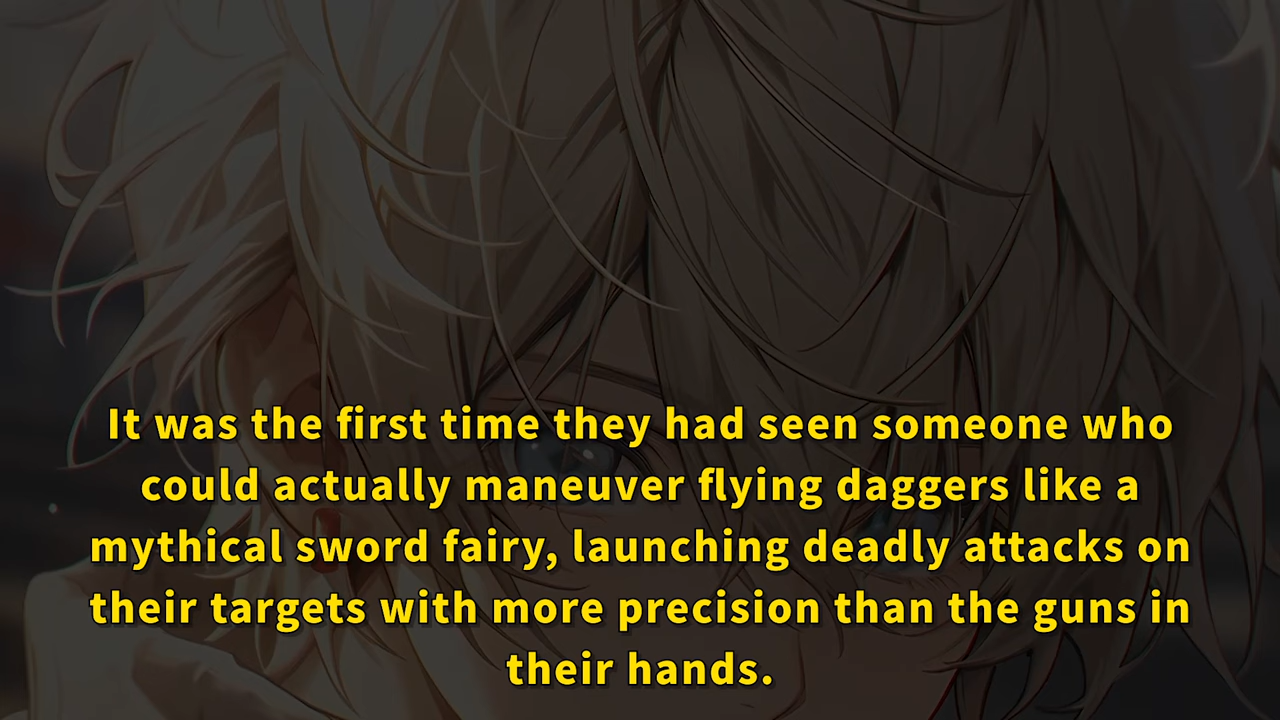 It was the first time they had seen someone who
could actually maneuver flying daggers like a
mythical sword fairy, launching deadly attacks on
their targets with more precision than the guns in
their hands.